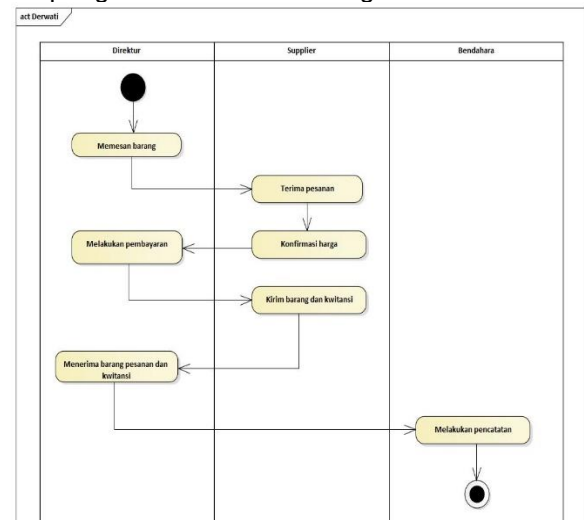 act Derwati
Direktur
Supplier
Bendahara
Memesan barang
Terima pesanan
Konfirmasi harga
Melakukan pembayaran
Kirim barang dan kwitansi
Menerima barang pesanan dan
kwitansi
Melakukan pencatatan